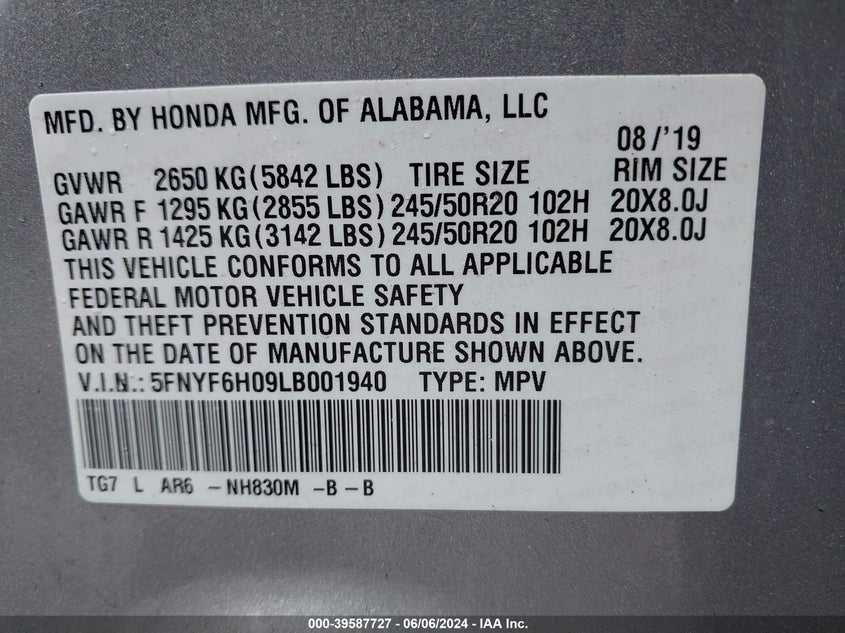 MFD. BY HONDA MFG. OF ALABAMA, LLC
08/'19
GVWR 2650 KG(5842 LBS) TIRE SIZE RIM SIZE
GAWR F 1295 KG(2855 LBS) 245/50R20 102H 20X8.0J
GAWR R 1425 KG(3142 LBS) 245/50R20 102H 20X8.0J
THIS VEHICLE CONFORMS TO ALL APPLICABLE
FEDERAL MOTOR VEHICLE SAFETY
AND THEFT PREVENTION STANDARDS IN EFFECT
ON THE DATE OF MANUFACTURE SHOWN ABOVE.
V.I.N.: 5FNYF6H09LB001940 TYPE: MPV
TG7 L AR6 -NH830M -B -B
000-39587727 - 06/06/2024 - IAA Inc.